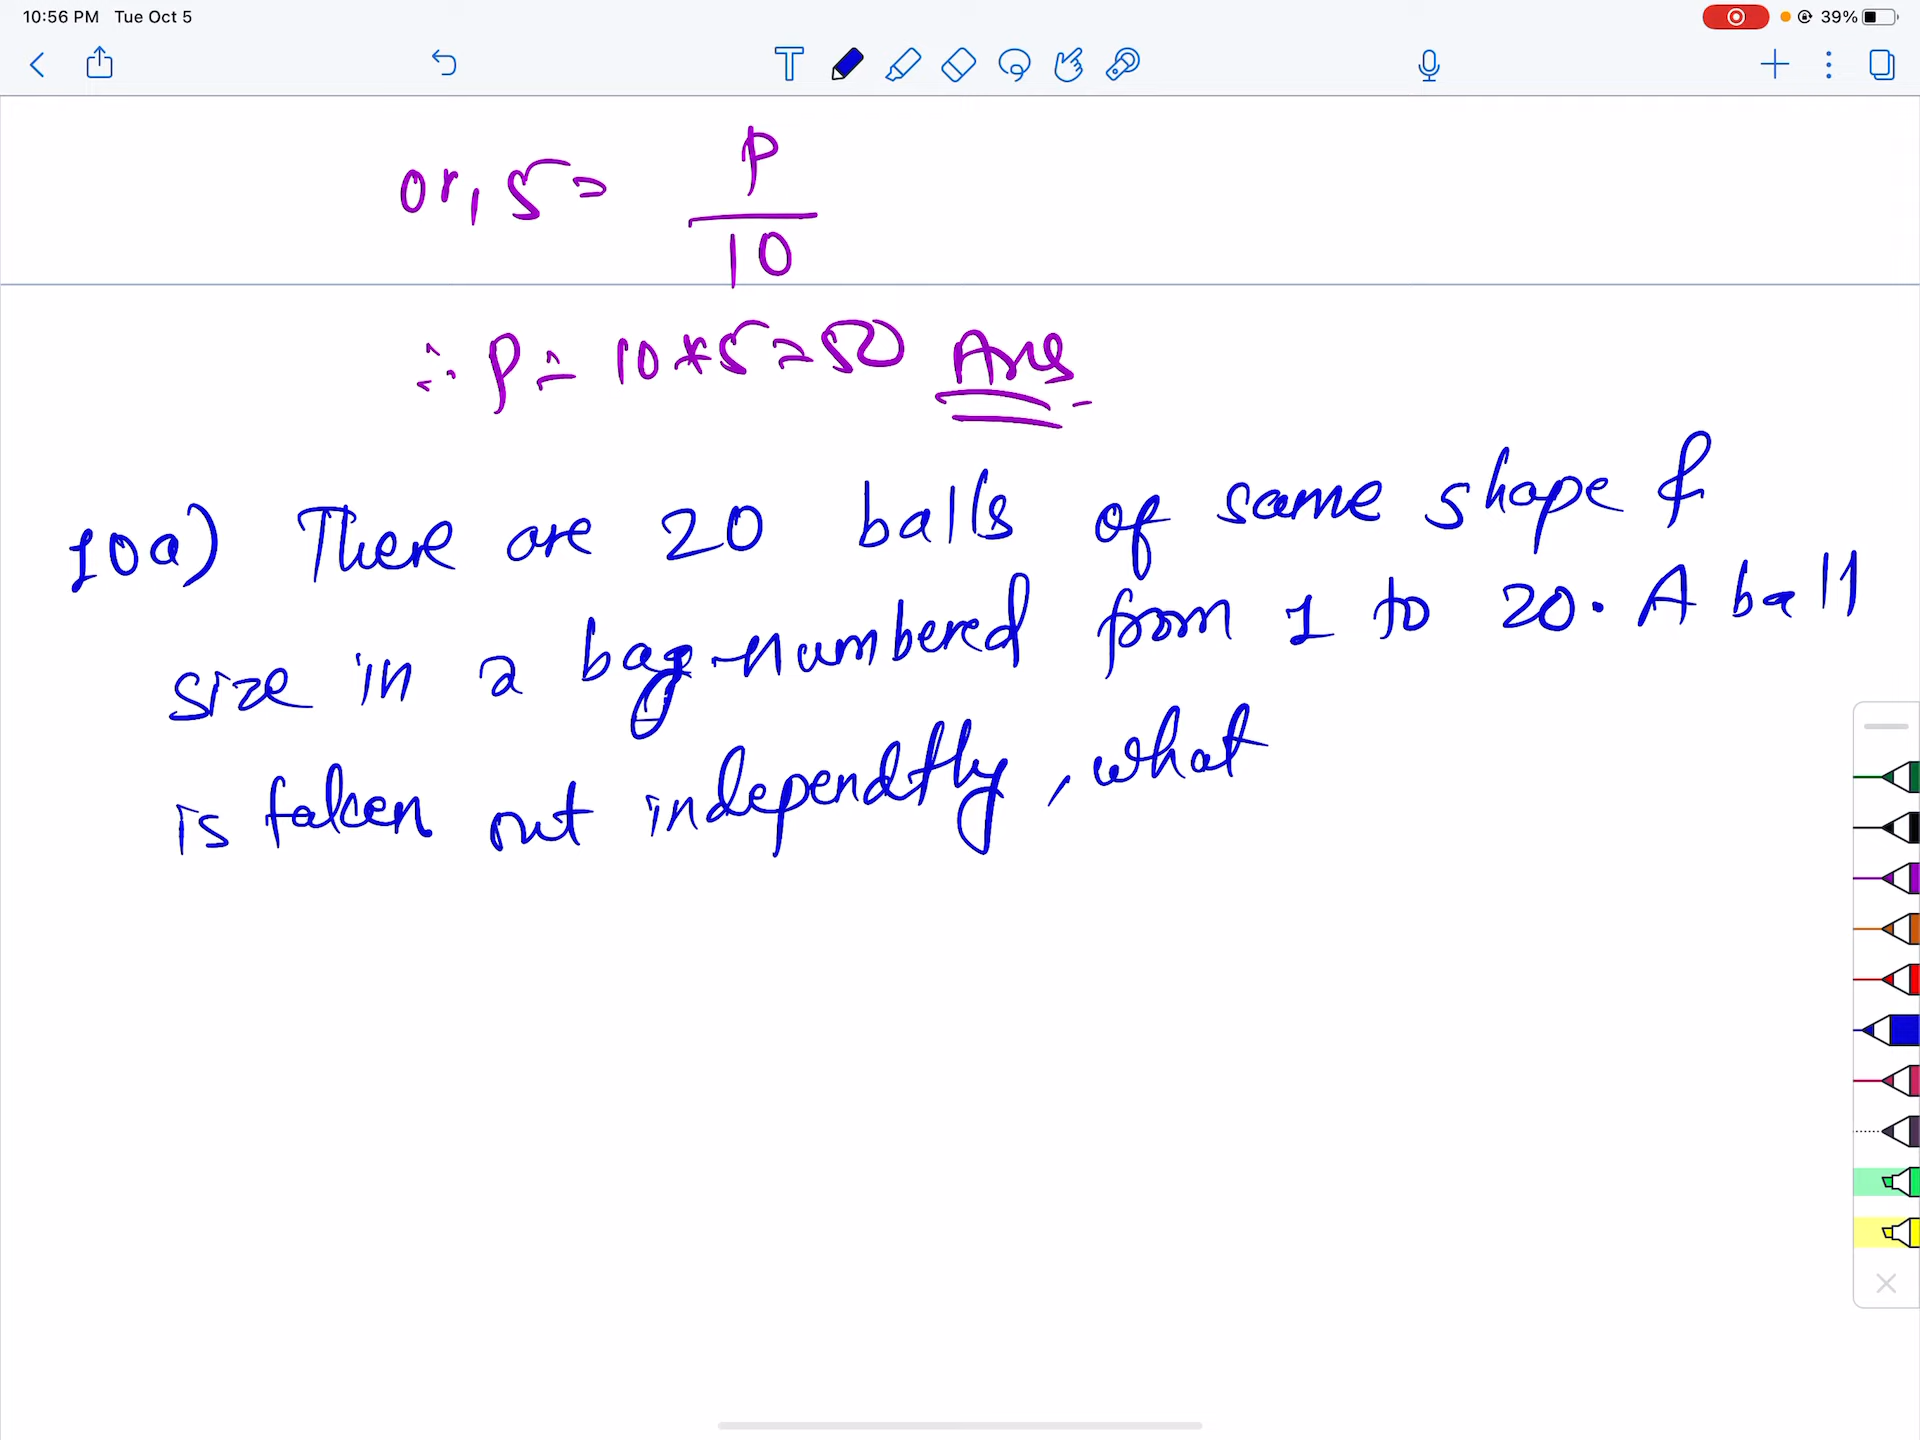 10:56 PM Tue Oct 5
39%
or, 5 = P/10
∴ P = 10*5=50 Ans
10a) There are 20 balls of same shape &
size in a bag numbered from 1 to 20. A ball
is taken out independtly, what